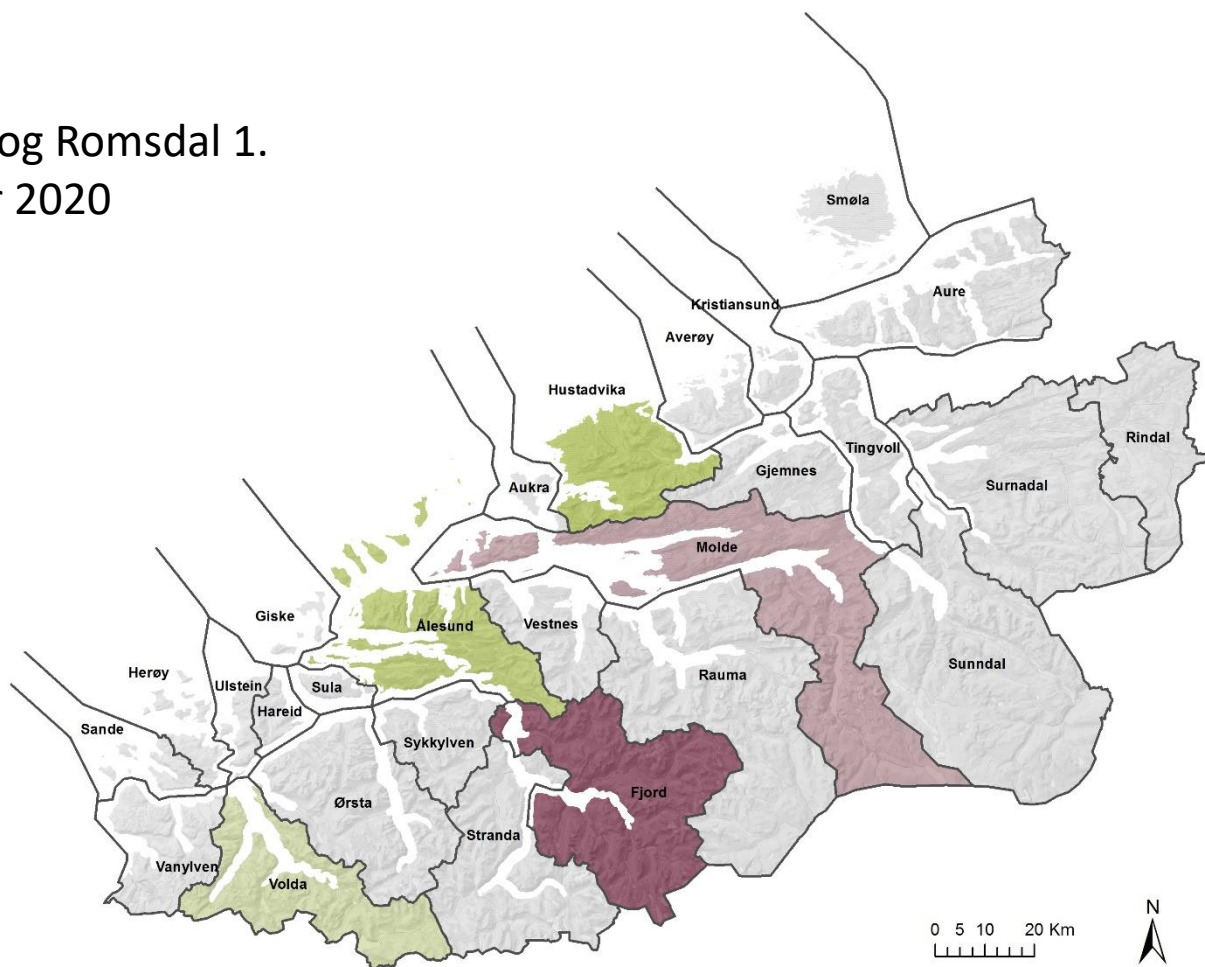 og Romsdal 1.
r 2020
Smøla
Aure
Kristiansund
Averøy
Hustadvika
Rindal
Tingvoll
Gjemnes
Surnadal
Aukra
Molde
Giske
Ålesund
Vestnes
Sunndal
Herøy
Ulstein
Sula
Rauma
Hareid
Sande
Sykkylven
Fjord
Ørsta
Stranda
Vanylven
Volda
0 5 10 20 Km
N